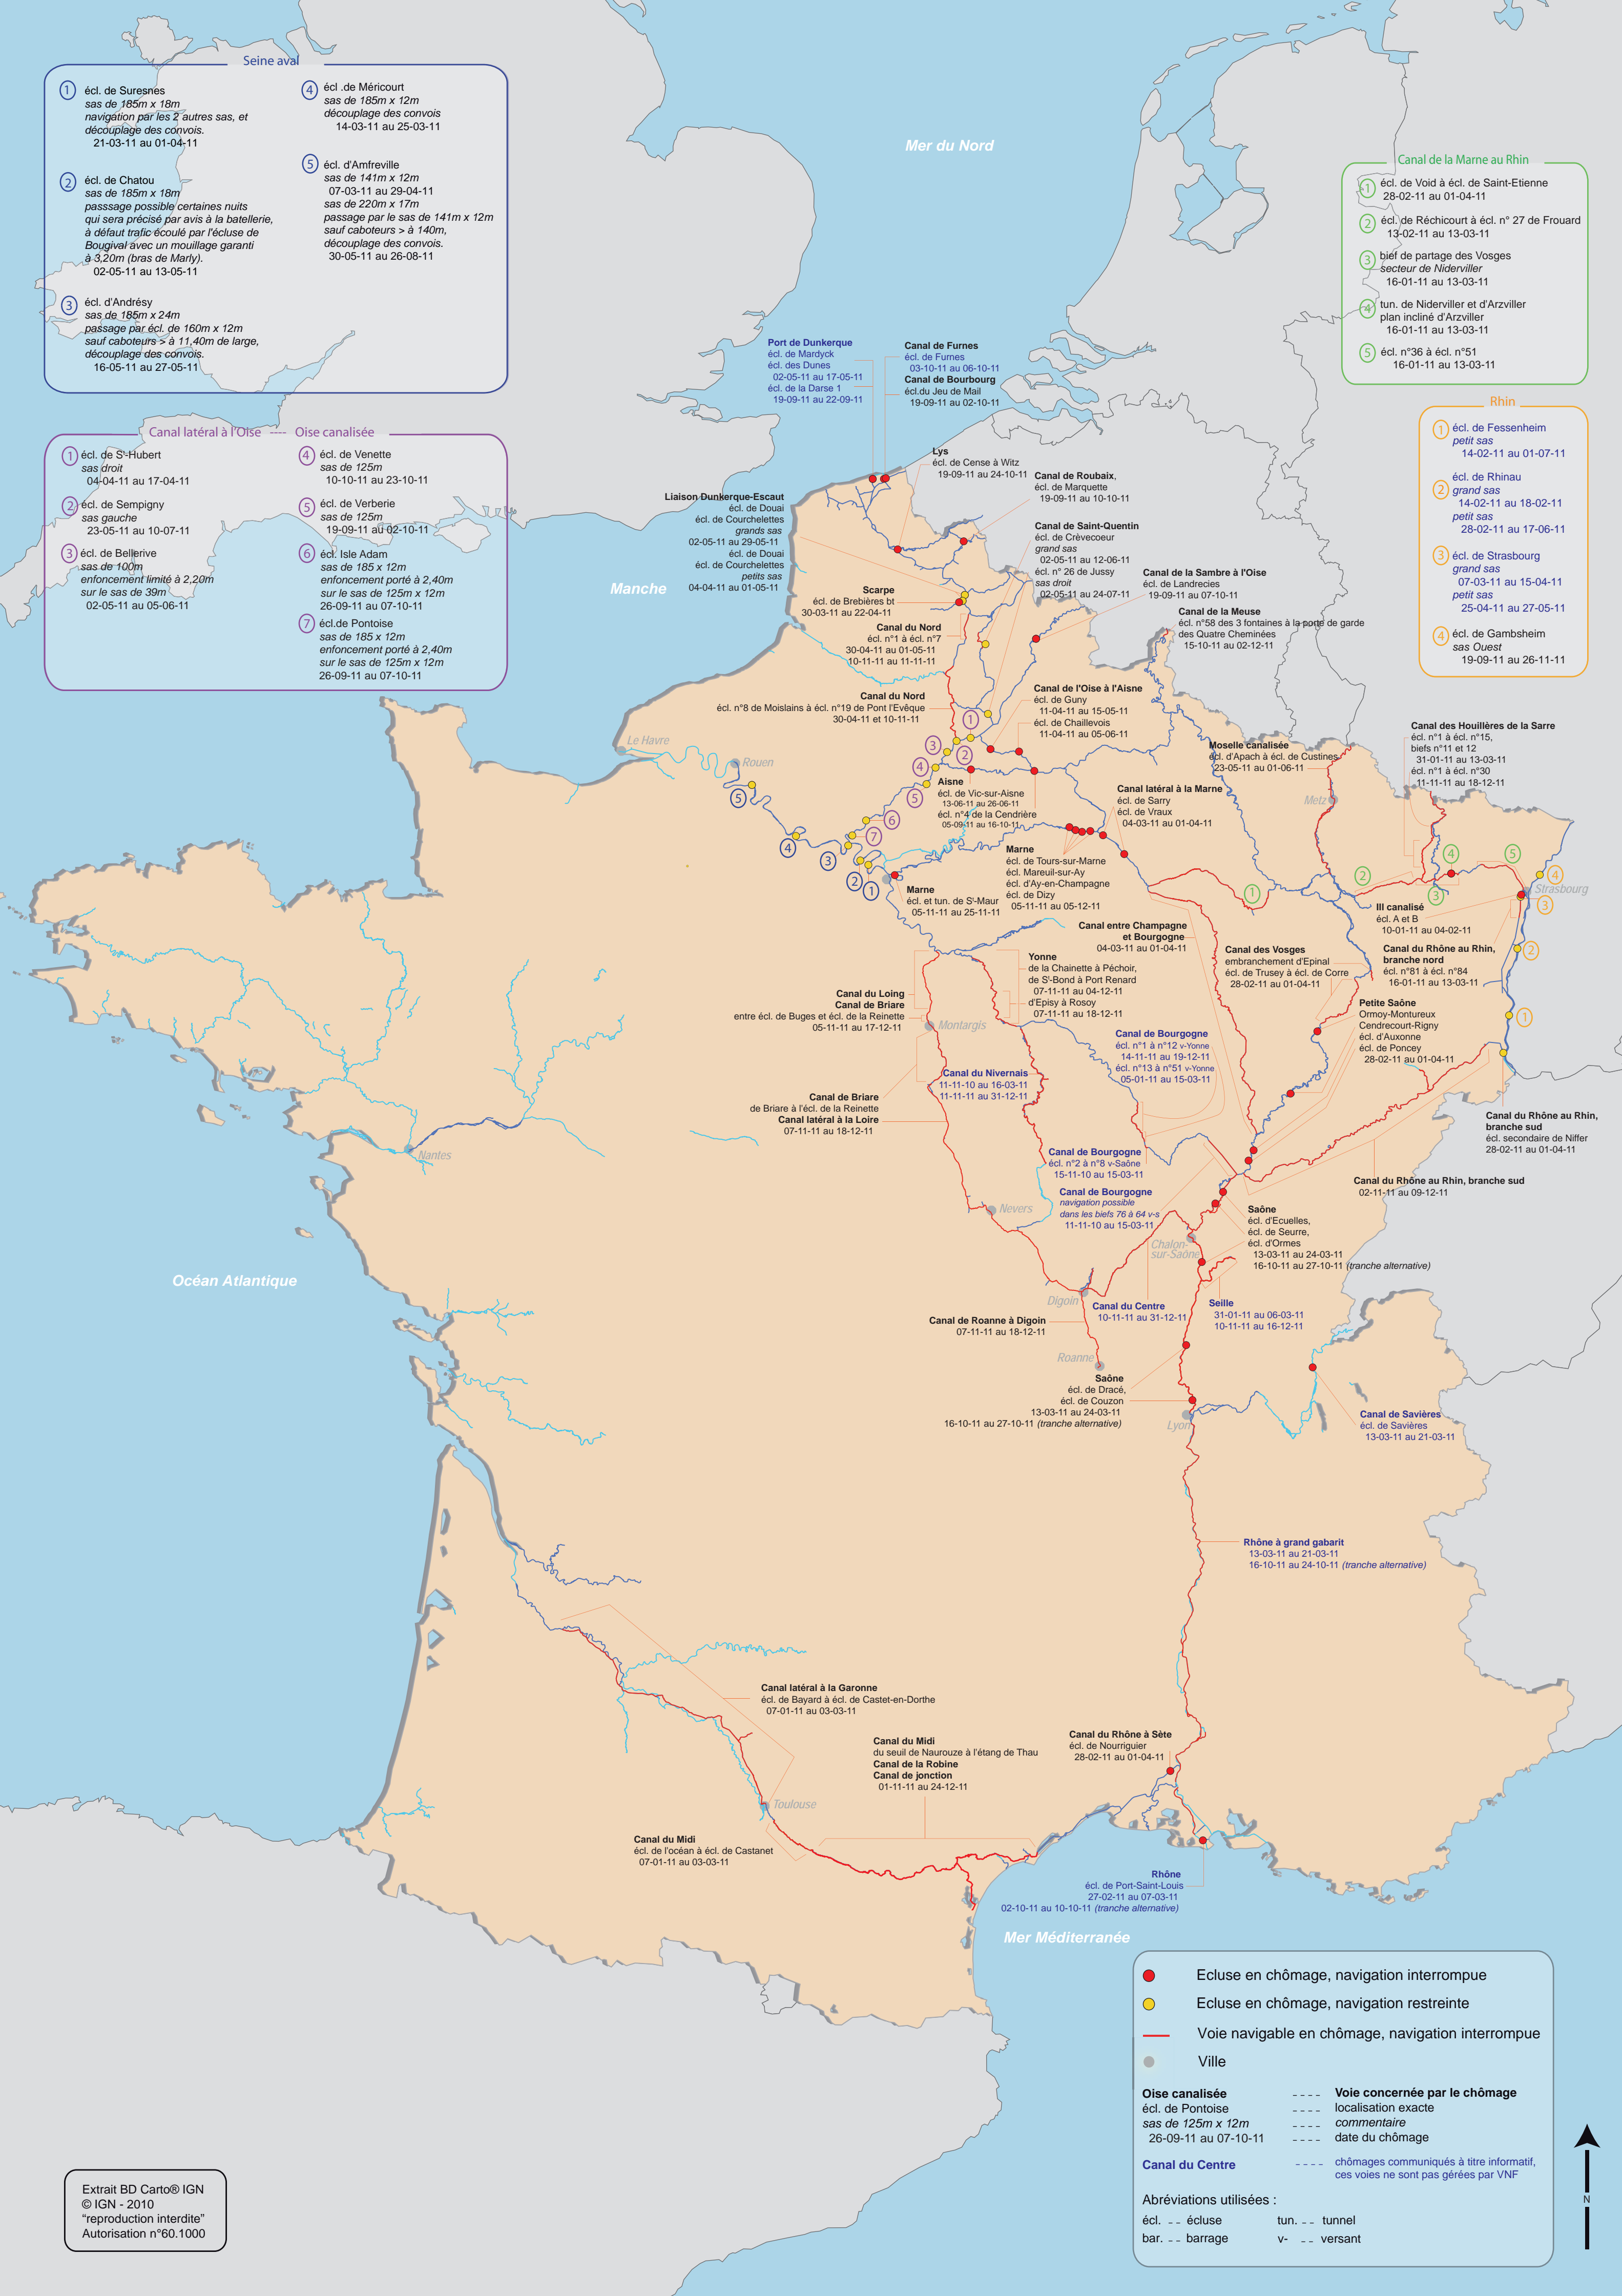 Seine aval
1
écl. de Suresnes
sas de 185m x 18m
navigation par les 2 autres sas, et
découplage des convois.
21-03-11 au 01-04-11
2
écl. de Chatou
sas de 185m x 18m
passsage possible certaines nuits
qui sera précisé par avis à la batellerie,
à défaut trafic écoulé par l'écluse de
Bougival avec un mouillage garanti
à 3,20m (bras de Marly).
02-05-11 au 13-05-11
3
écl. d'Andrésy
sas de 185m x 24m
passage par écl. de 160m x 12m
sauf caboteurs > à 11,40m de large,
découplage des convois.
16-05-11 au 27-05-11
4
écl .de Méricourt
sas de 185m x 12m
découplage des convois
14-03-11 au 25-03-11
5
écl. d'Amfreville
sas de 141m x 12m
07-03-11 au 29-04-11
sas de 220m x 17m
passage par le sas de 141m x 12m
sauf caboteurs > à 140m,
découplage des convois.
30-05-11 au 26-08-11
Canal latéral à l'Oise ---- Oise canalisée
1
écl. de St-Hubert
sas droit
04-04-11 au 17-04-11
2
écl. de Sempigny
sas gauche
23-05-11 au 10-07-11
3
écl. de Bellerive
sas de 100m
enfoncement limité à 2,20m
sur le sas de 39m
02-05-11 au 05-06-11
4
écl. de Venette
sas de 125m
10-10-11 au 23-10-11
5
écl. de Verberie
sas de 125m
19-09-11 au 02-10-11
6
écl. Isle Adam
sas de 185 x 12m
enfoncement porté à 2,40m
sur le sas de 125m x 12m
26-09-11 au 07-10-11
7
écl.de Pontoise
sas de 185 x 12m
enfoncement porté à 2,40m
sur le sas de 125m x 12m
26-09-11 au 07-10-11
Canal de la Marne au Rhin
1
écl. de Void à écl. de Saint-Etienne
28-02-11 au 01-04-11
2
écl. de Réchicourt à écl. n° 27 de Frouard
13-02-11 au 13-03-11
3
bief de partage des Vosges
secteur de Niderviller
16-01-11 au 13-03-11
4
tun. de Niderviller et d'Arzviller
plan incliné d'Arzviller
16-01-11 au 13-03-11
5
écl. n°36 à écl. n°51
16-01-11 au 13-03-11
Rhin
1
écl. de Fessenheim
petit sas
14-02-11 au 01-07-11
2
écl. de Rhinau
grand sas
14-02-11 au 18-02-11
petit sas
28-02-11 au 17-06-11
3
écl. de Strasbourg
grand sas
07-03-11 au 15-04-11
petit sas
25-04-11 au 27-05-11
4
écl. de Gambsheim
sas Ouest
19-09-11 au 26-11-11
Mer du Nord
Manche
Océan Atlantique
Mer Méditerranée
Port de Dunkerque
écl. de Mardyck
écl. des Dunes
02-05-11 au 17-05-11
écl. de la Darse 1
19-09-11 au 22-09-11
Canal de Furnes
écl. de Furnes
03-10-11 au 06-10-11
Canal de Bourbourg
écl.du Jeu de Mail
19-09-11 au 02-10-11
Lys
écl. de Cense à Witz
19-09-11 au 24-10-11
Canal de Roubaix,
écl. de Marquette
19-09-11 au 10-10-11
Liaison Dunkerque-Escaut
écl. de Douai
écl. de Courchelettes
grands sas
02-05-11 au 29-05-11
écl. de Douai
écl. de Courchelettes
petits sas
04-04-11 au 01-05-11
Canal de Saint-Quentin
écl. de Crèvecoeur
grand sas
02-05-11 au 12-06-11
écl. n° 26 de Jussy
sas droit
02-05-11 au 24-07-11
Canal de la Sambre à l'Oise
écl. de Landrecies
19-09-11 au 07-10-11
Canal de la Meuse
écl. n°58 des 3 fontaines à la porte de garde
des Quatre Cheminées
15-10-11 au 02-12-11
Scarpe
écl. de Brebières bt
30-03-11 au 22-04-11
Canal du Nord
écl. n°1 à écl. n°7
30-04-11 au 01-05-11
10-11-11 au 11-11-11
Canal du Nord
écl. n°8 de Moislains à écl. n°19 de Pont l'Evêque
30-04-11 et 10-11-11
Canal de l'Oise à l'Aisne
écl. de Guny
11-04-11 au 15-05-11
écl. de Chaillevois
11-04-11 au 05-06-11
1
2
3
4
5
6
7
Le Havre
Rouen
5
4
3
2
1
Aisne
écl. de Vic-sur-Aisne
13-06-11 au 26-06-11
écl. n°4 de la Cendrière
05-09-11 au 16-10-11
Canal latéral à la Marne
écl. de Sarry
écl. de Vraux
04-03-11 au 01-04-11
Moselle canalisée
écl. d'Apach à écl. de Custines
23-05-11 au 01-06-11
Metz
Canal des Houillères de la Sarre
écl. n°1 à écl. n°15,
biefs n°11 et 12
31-01-11 au 13-03-11
écl. n°1 à écl. n°30
11-11-11 au 18-12-11
Marne
écl. de Tours-sur-Marne
écl. Mareuil-sur-Ay
écl. d'Ay-en-Champagne
écl. de Dizy
05-11-11 au 05-12-11
Marne
écl. et tun. de St-Maur
05-11-11 au 25-11-11
1
2
3
4
5
4
Strasbourg
3
2
1
Ill canalisé
écl. A et B
10-01-11 au 04-02-11
Canal du Rhône au Rhin,
branche nord
écl. n°81 à écl. n°84
16-01-11 au 13-03-11
Canal entre Champagne
et Bourgogne
04-03-11 au 01-04-11
Canal des Vosges
embranchement d'Epinal
écl. de Trusey à écl. de Corre
28-02-11 au 01-04-11
Yonne
de la Chainette à Péchoir,
de St-Bond à Port Renard
07-11-11 au 04-12-11
d'Episy à Rosoy
07-11-11 au 18-12-11
Canal du Loing
Canal de Briare
entre écl. de Buges et écl. de la Reinette
05-11-11 au 17-12-11
Montargis
Petite Saône
Ormoy-Montureux
Cendrecourt-Rigny
écl. d'Auxonne
écl. de Poncey
28-02-11 au 01-04-11
Canal de Bourgogne
écl. n°1 à n°12 v-Yonne
14-11-11 au 19-12-11
écl. n°13 à n°51 v-Yonne
05-01-11 au 15-03-11
Canal du Nivernais
11-11-10 au 16-03-11
11-11-11 au 31-12-11
Canal de Briare
de Briare à l'écl. de la Reinette
Canal latéral à la Loire
07-11-11 au 18-12-11
Canal du Rhône au Rhin,
branche sud
écl. secondaire de Niffer
28-02-11 au 01-04-11
Nantes
Canal de Bourgogne
écl. n°2 à n°8 v-Saône
15-11-10 au 15-03-11
Canal du Rhône au Rhin, branche sud
02-11-11 au 09-12-11
Canal de Bourgogne
navigation possible
dans les biefs 76 à 64 v-s
11-11-10 au 15-03-11
Nevers
Saône
écl. d'Ecuelles,
écl. de Seurre,
écl. d'Ormes
13-03-11 au 24-03-11
16-10-11 au 27-10-11 (tranche alternative)
Chalon-
sur-Saône
Digoin
Canal du Centre
10-11-11 au 31-12-11
Seille
31-01-11 au 06-03-11
10-11-11 au 16-12-11
Canal de Roanne à Digoin
07-11-11 au 18-12-11
Roanne
Saône
écl. de Dracé,
écl. de Couzon
13-03-11 au 24-03-11
16-10-11 au 27-10-11 (tranche alternative)
Lyon
Canal de Savières
écl. de Savières
13-03-11 au 21-03-11
Rhône à grand gabarit
13-03-11 au 21-03-11
16-10-11 au 24-10-11 (tranche alternative)
Canal latéral à la Garonne
écl. de Bayard à écl. de Castet-en-Dorthe
07-01-11 au 03-03-11
Canal du Midi
du seuil de Naurouze à l'étang de Thau
Canal de la Robine
Canal de jonction
01-11-11 au 24-12-11
Canal du Rhône à Sète
écl. de Nourriguier
28-02-11 au 01-04-11
Toulouse
Canal du Midi
écl. de l'océan à écl. de Castanet
07-01-11 au 03-03-11
Rhône
écl. de Port-Saint-Louis
27-02-11 au 07-03-11
02-10-11 au 10-10-11 (tranche alternative)
Ecluse en chômage, navigation interrompue
Ecluse en chômage, navigation restreinte
Voie navigable en chômage, navigation interrompue
Ville
Oise canalisée ---- Voie concernée par le chômage
écl. de Pontoise ---- localisation exacte
sas de 125m x 12m ---- commentaire
26-09-11 au 07-10-11 ---- date du chômage
Canal du Centre ---- chômages communiqués à titre informatif,
ces voies ne sont pas gérées par VNF
Abréviations utilisées :
écl. -- écluse tun. -- tunnel
bar. -- barrage v- -- versant
N
Extrait BD Carto® IGN
© IGN - 2010
“reproduction interdite”
Autorisation n°60.1000